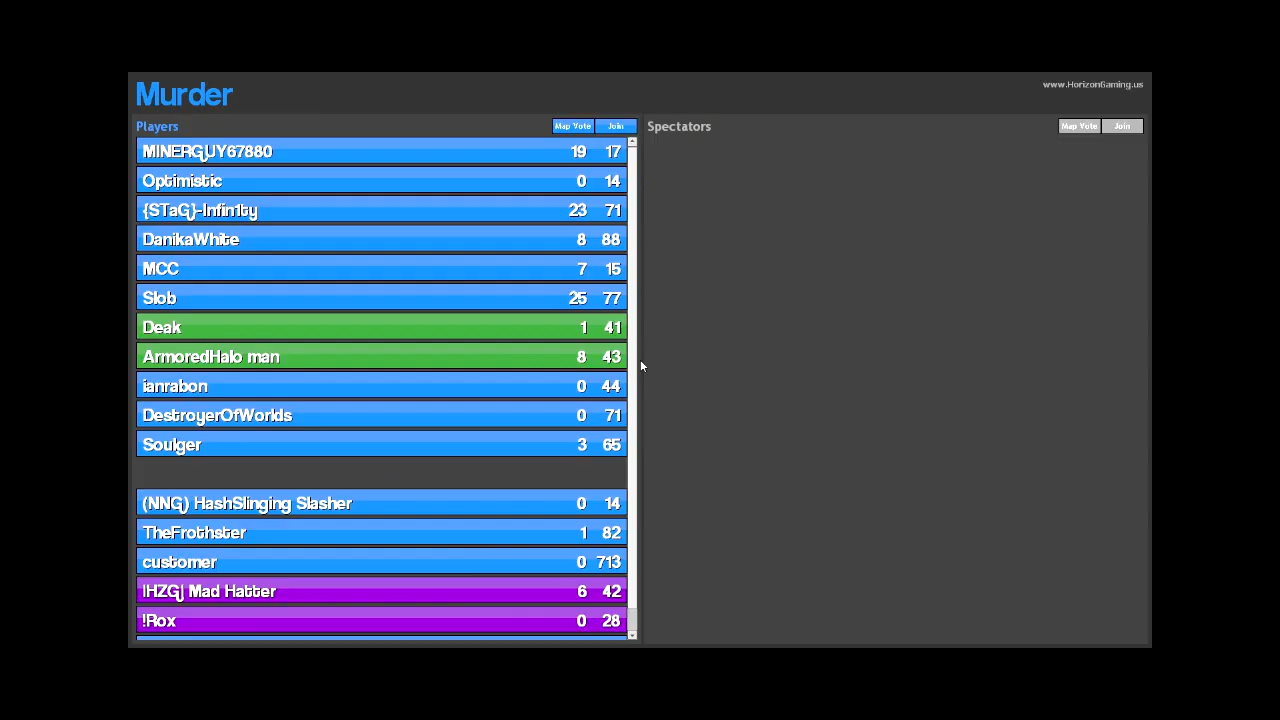 Murder
www.HorizonGaming.us
Players Map Vote Join
Spectators Map Vote Join
MINERGUY67880 19 17
Optimistic 0 14
{STaG}-Infin1ty 23 71
DanikaWhite 8 88
MCC 7 15
Slob 25 77
Deak 1 41
ArmoredHalo man 8 43
ianrabon 0 44
DestroyerOfWorlds 0 71
Soulger 3 65
(NNG) HashSlinging Slasher 0 14
TheFrothster 1 82
customer 0 713
|HZG| Mad Hatter 6 42
!Rox 0 28